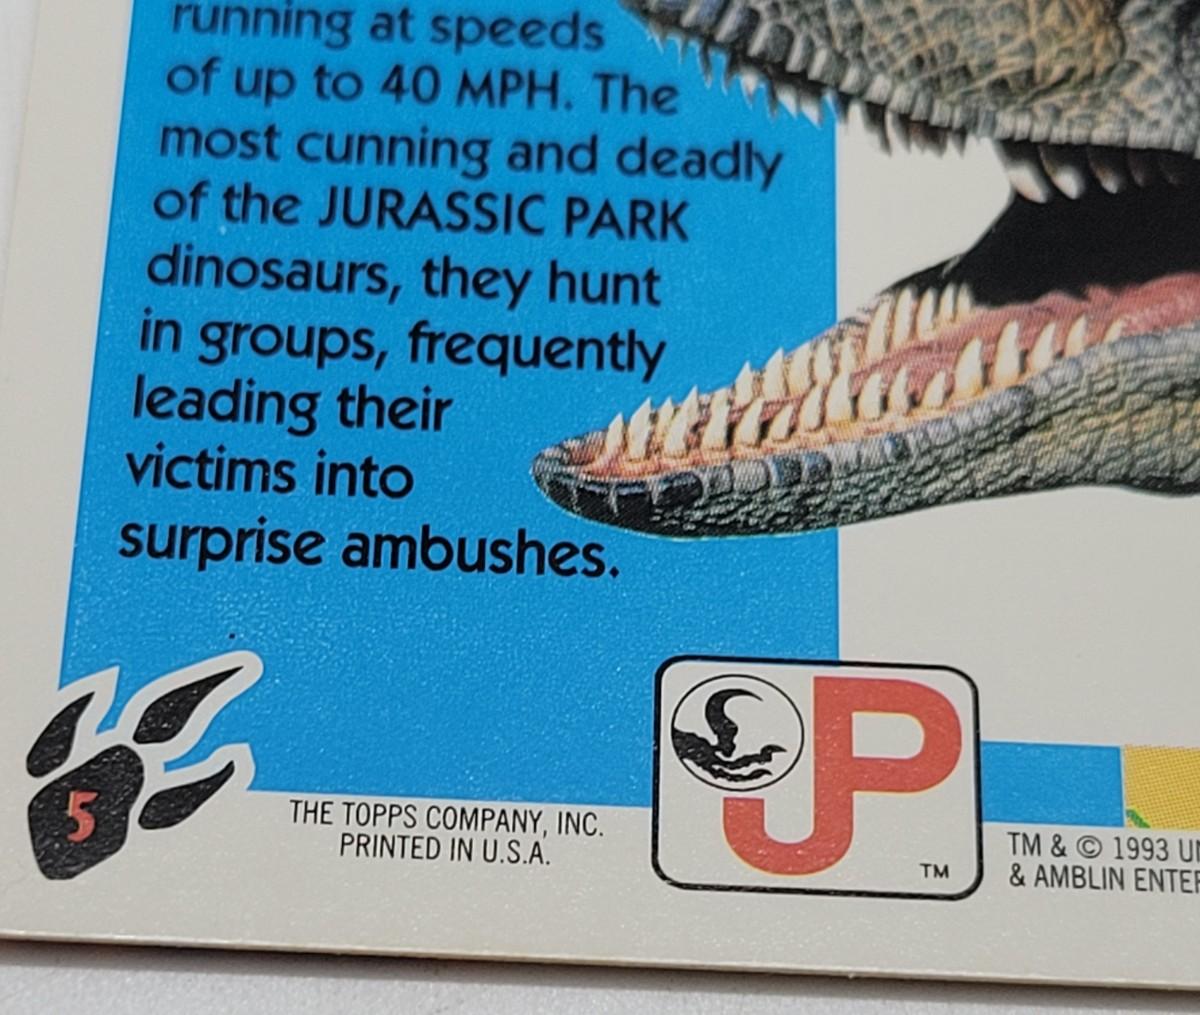 running at speeds
of up to 40 MPH. The
most cunning and deadly
of the JURASSIC PARK
dinosaurs, they hunt
in groups, frequently
leading their
victims into
surprise ambushes.
5
THE TOPPS COMPANY, INC.
PRINTED IN U.S.A.
JP
TM
TM & © 1993 UN
& AMBLIN ENTER